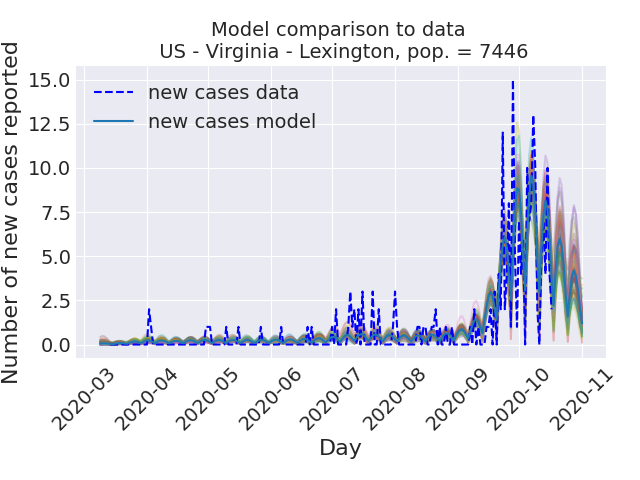 Model comparison to data
US - Virginia - Lexington, pop. = 7446
Number of new cases reported
15.0
12.5
10.0
7.5
5.0
2.5
0.0
new cases data
new cases model
2020-03
2020-04
2020-05
2020-06
2020-07
2020-08
2020-09
2020-10
2020-11
Day